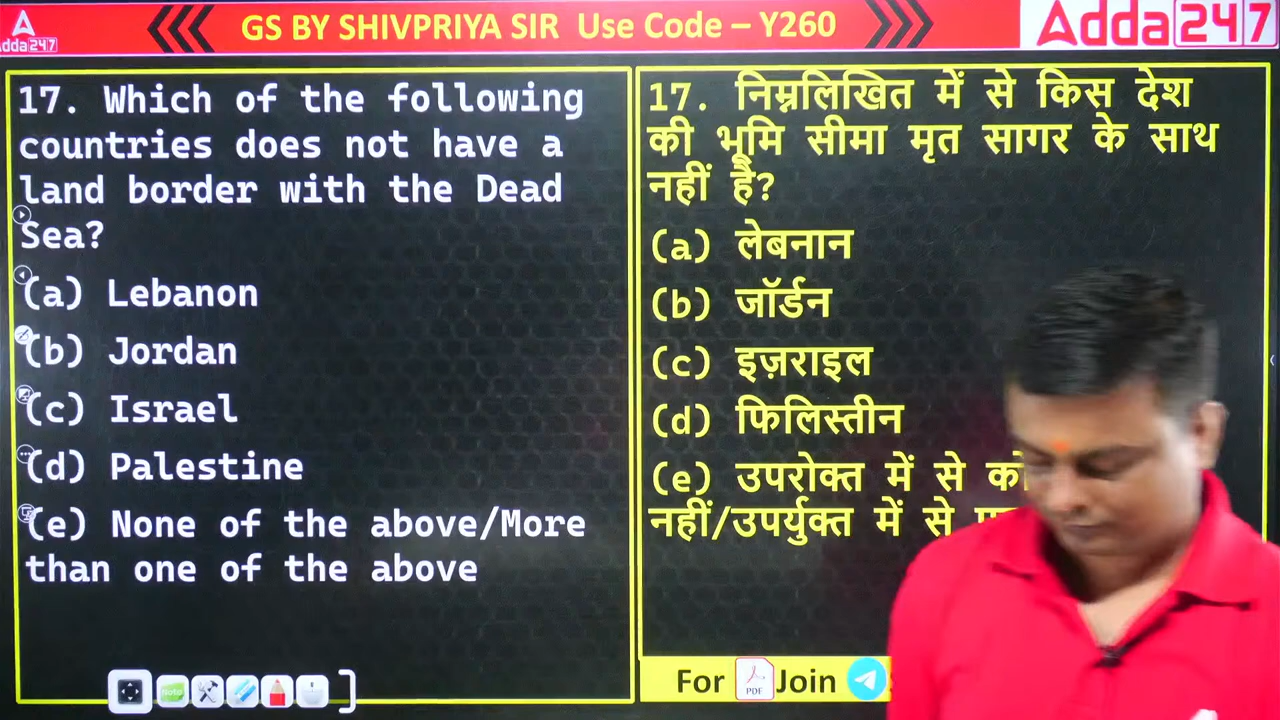 Adda247
GS BY SHIVPRIYA SIR Use Code – Y260
Adda247
17. Which of the following
countries does not have a
land border with the Dead
Sea?
(a) Lebanon
(b) Jordan
(c) Israel
(d) Palestine
(e) None of the above/More
than one of the above
17. निम्नलिखित में से किस देश
की भूमि सीमा मृत सागर के साथ
नहीं है?
(a) लेबनान
(b) जॉर्डन
(c) इज़राइल
(d) फिलिस्तीन
(e) उपरोक्त में से
नहीं/उपर्युक्त में से
For PDF Join